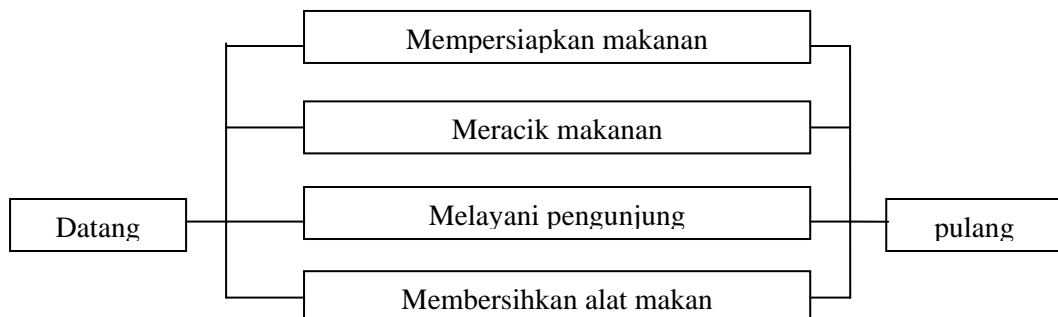 Mempersiapkan makanan
Meracik makanan
Datang
Melayani pengunjung
pulang
Membersihkan alat makan